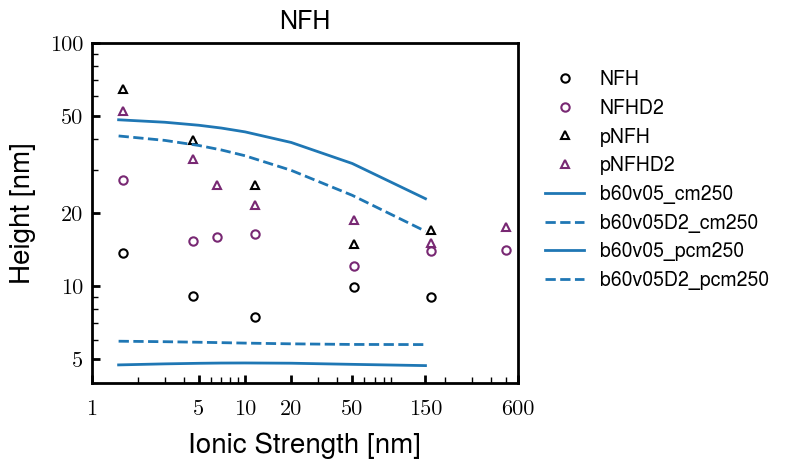 NFH
Height [nm]
100
50
20
10
5
1
5
10
20
50
150
600
Ionic Strength [nm]
NFH
NFHD2
pNFH
pNFHD2
b60v05_cm250
b60v05D2_cm250
b60v05_pcm250
b60v05D2_pcm250